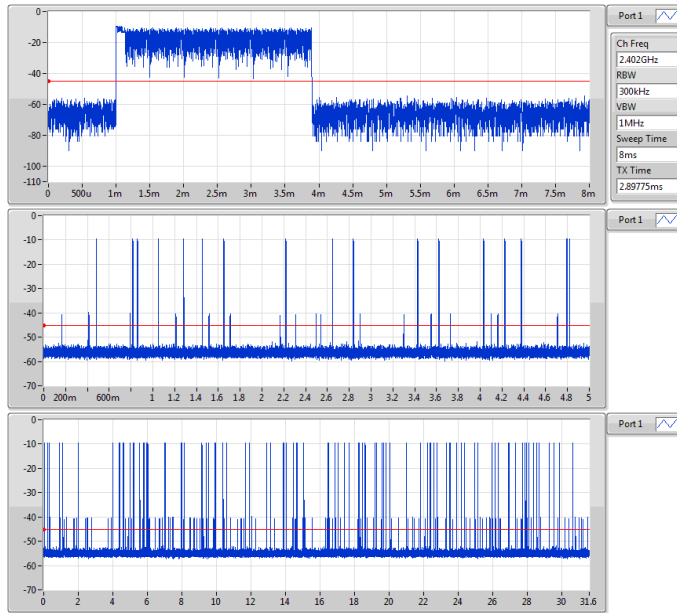 0
-20
-40
-60
-80
-100
-110
0 500u 1m 1.5m 2m 2.5m 3m 3.5m 4m 4.5m 5m 5.5m 6m 6.5m 7m 7.5m 8m
Port 1
Ch Freq
2.402GHz
RBW
300kHz
VBW
1MHz
Sweep Time
8ms
TX Time
2.89775ms
0
-10
-20
-30
-40
-50
-60
-70
0 200m 600m 1 1.2 1.4 1.6 1.8 2 2.2 2.4 2.6 2.8 3 3.2 3.4 3.6 3.8 4 4.2 4.4 4.6 4.8 5
Port 1
0
-10
-20
-30
-40
-50
-60
-70
0 2 4 6 8 10 12 14 16 18 20 22 24 26 28 30 31.6
Port 1